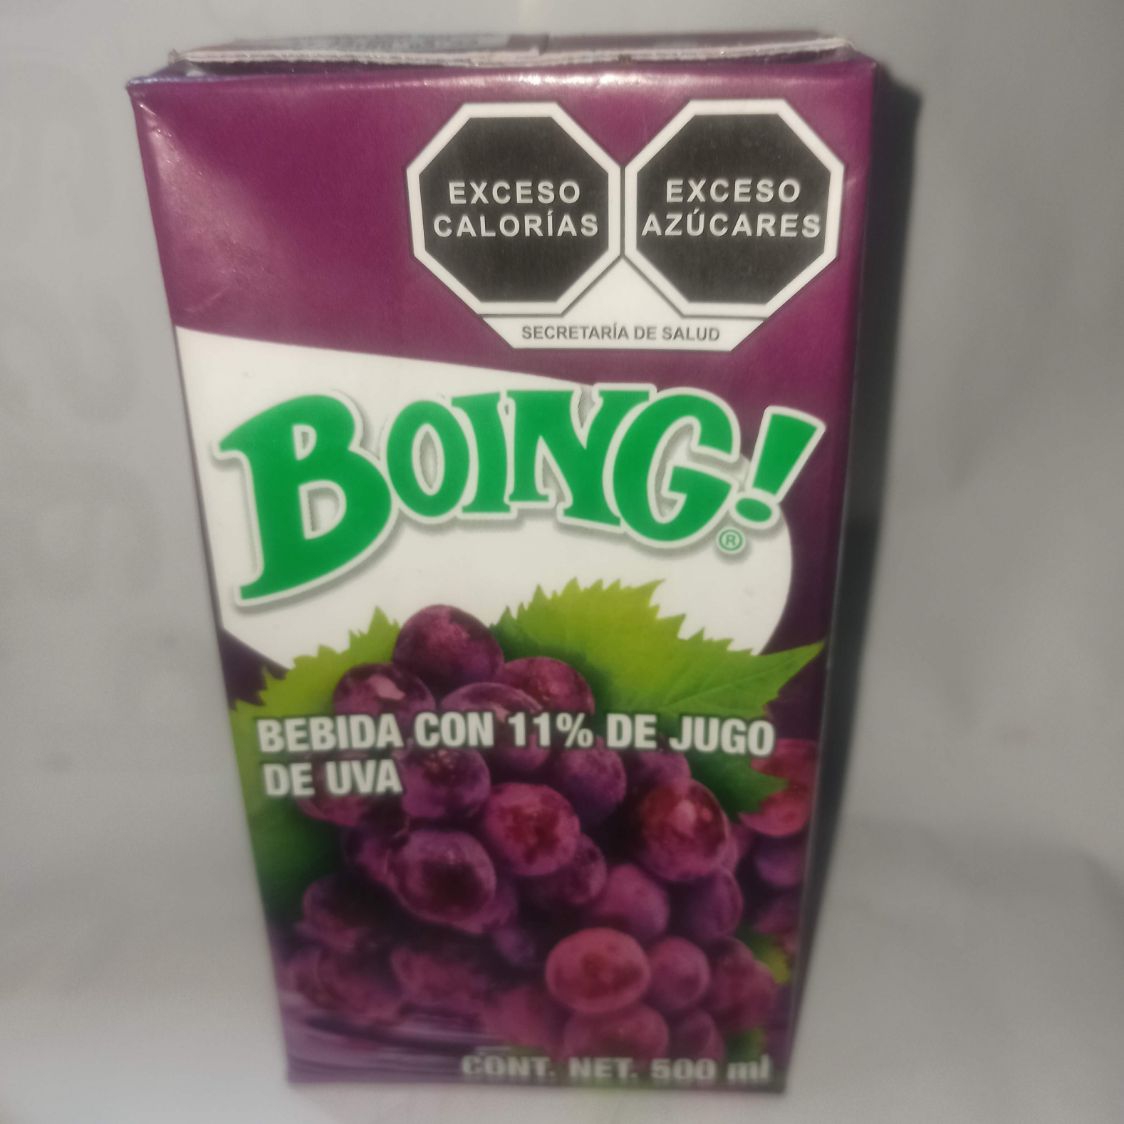 EXCESO
CALORÍAS
EXCESO
AZÚCARES
SECRETARÍA DE SALUD
BOING!®
BEBIDA CON 11% DE JUGO
DE UVA
CONT. NET. 500 ml